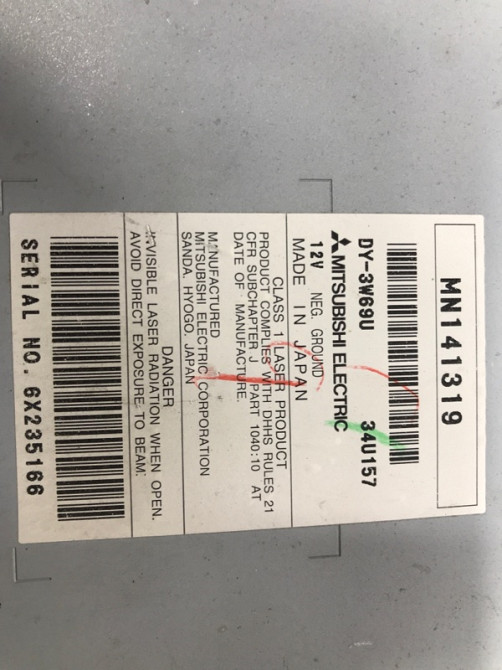 MN141319
DY-3W69U 34U157
MITSUBISHI ELECTRIC
12V NEG. GROUND
MADE IN JAPAN
CLASS 1 LASER PRODUCT
PRODUCT COMPLIES WITH DHHS RULES 21
CFR SUBCHAPTER J PART 1040:10 AT
DATE OF MANUFACTURE.
MANUFACTURED
MITSUBISHI ELECTRIC CORPORATION
SANDA, HYOGO, JAPAN
DANGER
INVISIBLE LASER RADIATION WHEN OPEN.
AVOID DIRECT EXPOSURE TO BEAM.
SERIAL NO. 6X235166